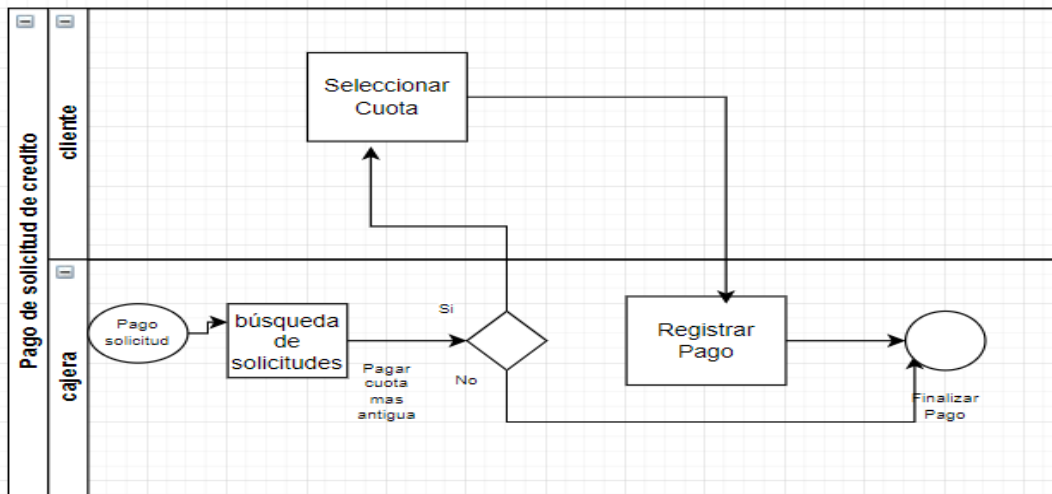 Pago de solicitud de credito
cliente
Seleccionar
Cuota
cajera
Pago
solicitud
búsqueda
de
solicitudes
Pagar
cuota
mas
antigua
Si
No
Registrar
Pago
Finalizar
Pago